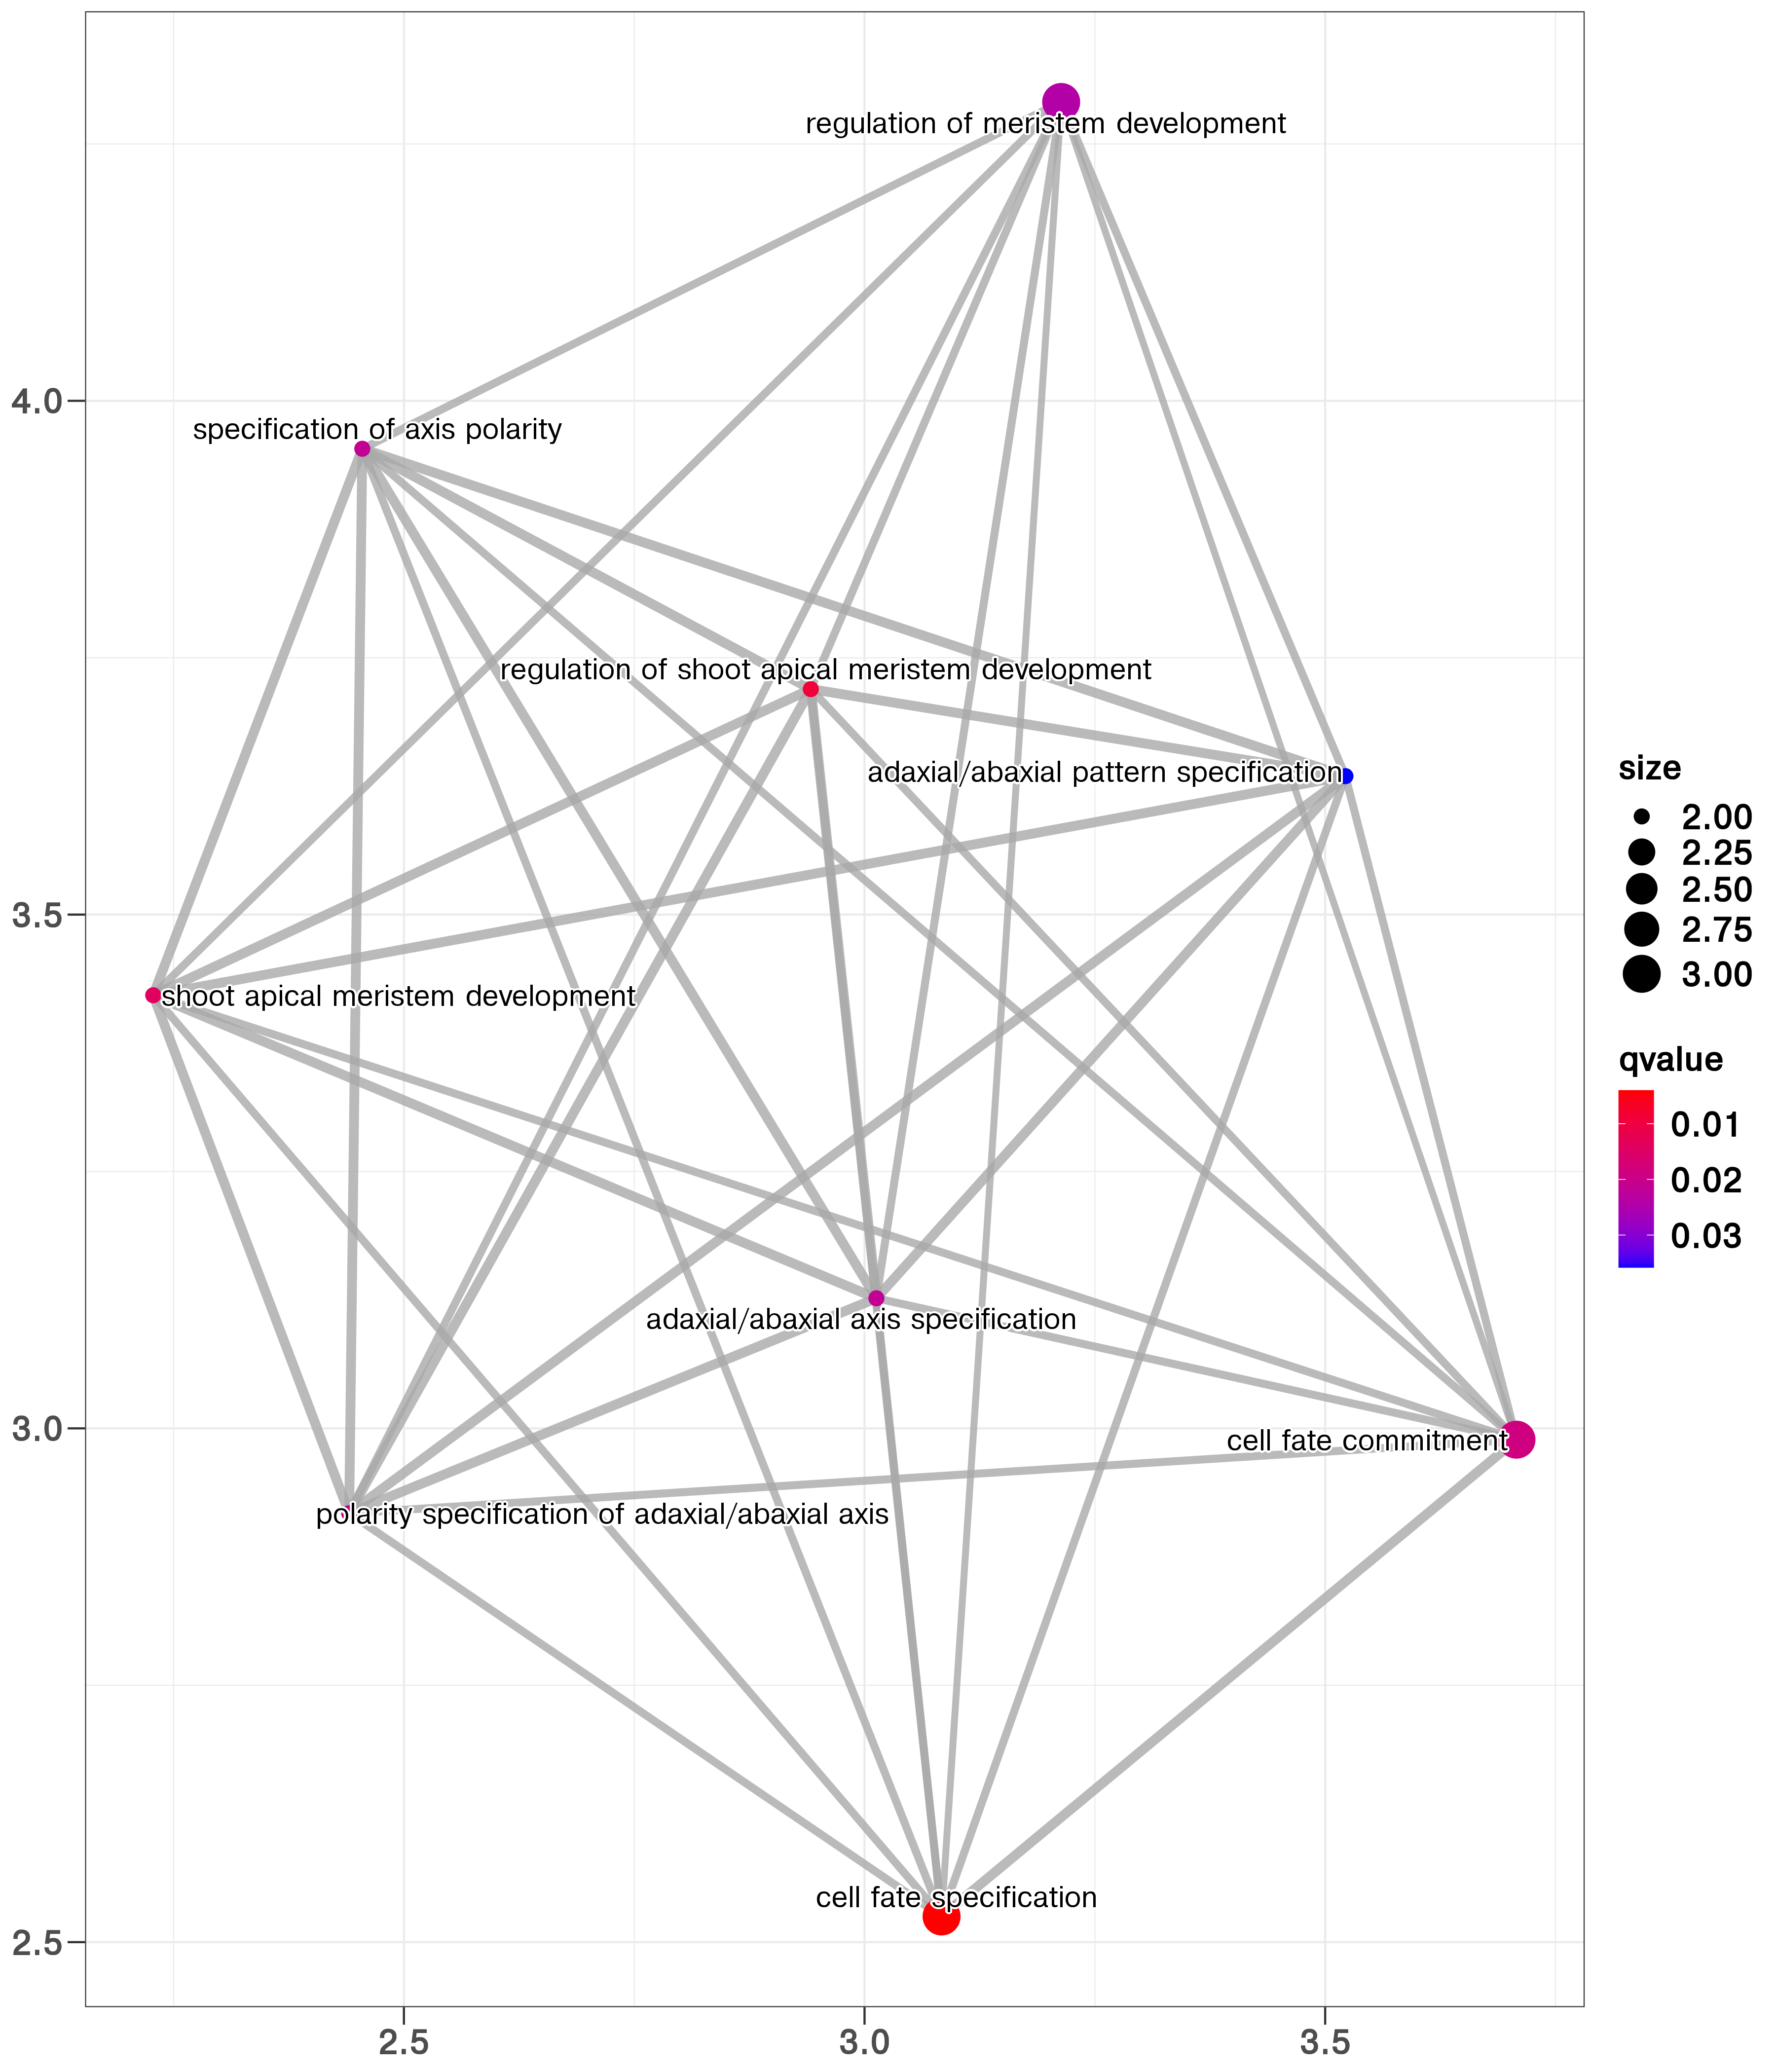 regulation of meristem development
4.0
specification of axis polarity
regulation of shoot apical meristem development
adaxial/abaxial pattern specification
size
2.00
2.25
2.50
2.75
3.00
3.5
shoot apical meristem development
qvalue
0.01
0.02
0.03
adaxial/abaxial axis specification
3.0
cell fate commitment
polarity specification of adaxial/abaxial axis
cell fate specification
2.5
2.5 3.0 3.5